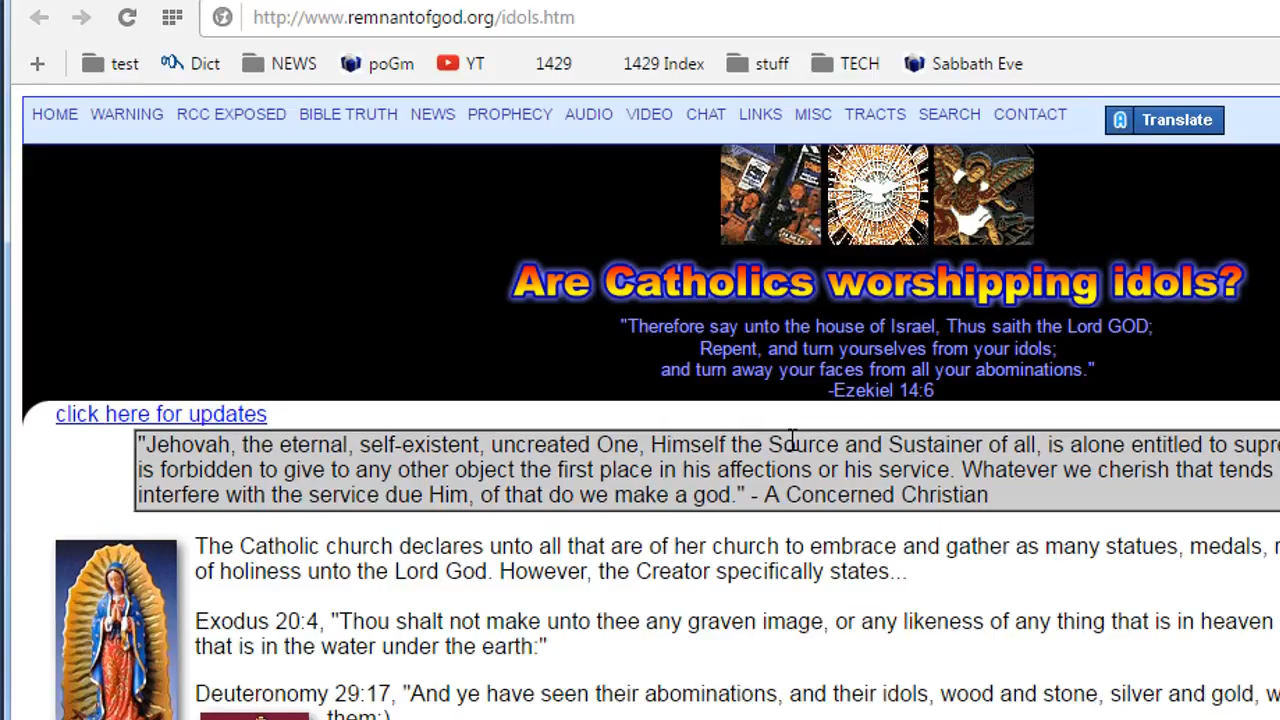 http://www.remnantofgod.org/idols.htm
test Dict NEWS poGm YT 1429 1429 Index stuff TECH Sabbath Eve
HOME WARNING RCC EXPOSED BIBLE TRUTH NEWS PROPHECY AUDIO VIDEO CHAT LINKS MISC TRACTS SEARCH CONTACT Translate
Are Catholics worshipping idols?
"Therefore say unto the house of Israel, Thus saith the Lord GOD;
Repent, and turn yourselves from your idols;
and turn away your faces from all your abominations."
-Ezekiel 14:6
click here for updates
"Jehovah, the eternal, self-existent, uncreated One, Himself the Source and Sustainer of all, is alone entitled to
is forbidden to give to any other object the first place in his affections or his service. Whatever we cherish that tends
interfere with the service due Him, of that do we make a god." - A Concerned Christian
The Catholic church declares unto all that are of her church to embrace and gather as many statues, medals,
of holiness unto the Lord God. However, the Creator specifically states...
Exodus 20:4, "Thou shalt not make unto thee any graven image, or any likeness of any thing that is in heaven
that is in the water under the earth:"
Deuteronomy 29:17, "And ye have seen their abominations, and their idols, wood and stone, silver and gold,
them:)